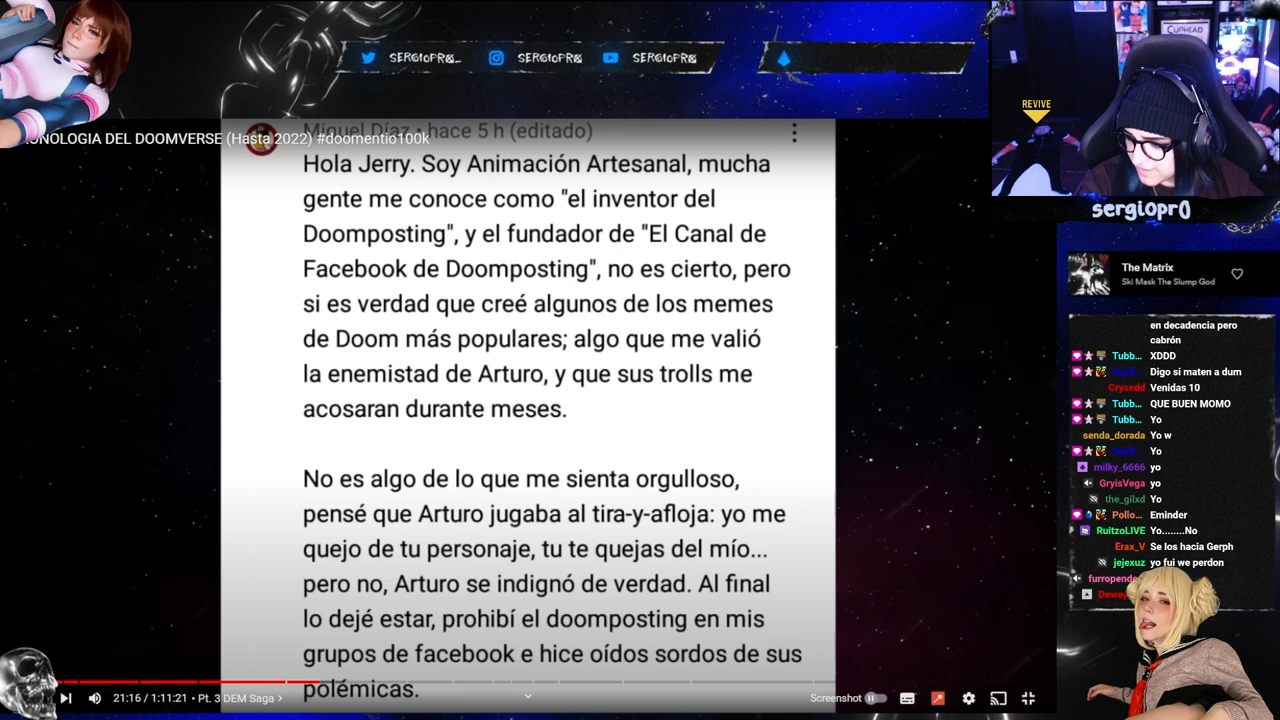 SERGIOPR0_
SERGIOPR0
SERGIOPR0
CUPHEAD
REVIVE
ONOLOGIA DEL DOOMVERSE (Hasta 2022) #doomentio100k
Miguel Díaz hace 5 h (editado)
Hola Jerry. Soy Animación Artesanal, mucha
gente me conoce como "el inventor del
Doomposting", y el fundador de "El Canal de
Facebook de Doomposting", no es cierto, pero
si es verdad que creé algunos de los memes
de Doom más populares; algo que me valió
la enemistad de Arturo, y que sus trolls me
acosaran durante meses.
No es algo de lo que me sienta orgulloso,
pensé que Arturo jugaba al tira-y-afloja: yo me
quejo de tu personaje, tu te quejas del mío...
pero no, Arturo se indignó de verdad. Al final
lo dejé estar, prohibí el doomposting en mis
grupos de facebook e hice oídos sordos de sus
polémicas.
21:16 / 1:11:21 • Pt. 3 DEM Saga >
Screenshot
sergiopr0
The Matrix
Ski Mask The Slump God
en decadencia pero
cabrón
Tubb... XDDD
Digo si maten a dum
Crysedd Venidas 10
Tubb... QUE BUEN MOMO
Tubb... Yo
senda_dorada Yo w
Yo
milky_6666 yo
GryisVega yo
the_gilxd Yo
Pollo... Eminder
RuitzoLIVE Yo........No
Erax_V Se los hacia Gerph
jejexuz yo fui we perdon
furropende
Dewey